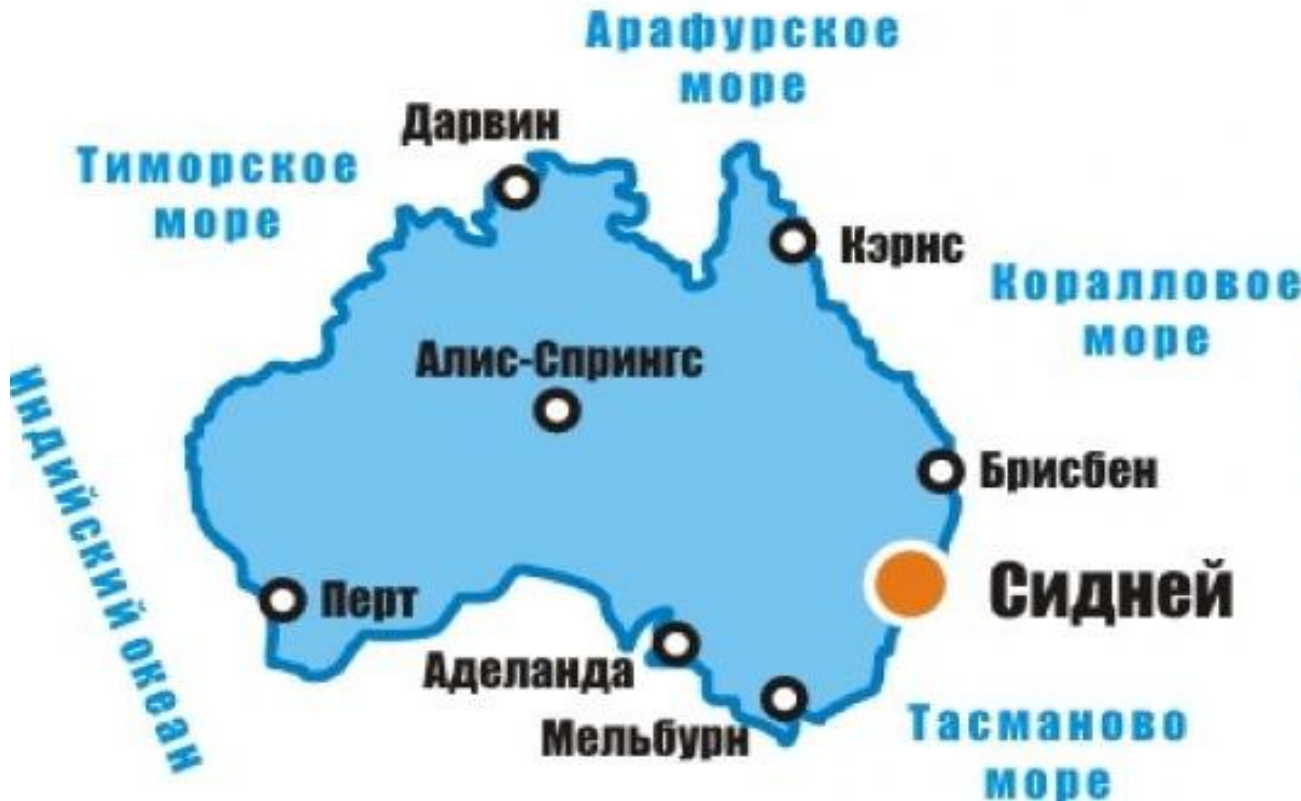 Арафурское
море
Дарвин
Тиморское
море
Кэрнс
Коралловое
море
Алис-Спрингс
Индийский океан
Брисбен
Сидней
Перт
Аделанда
Мельбурн
Тасманово
море